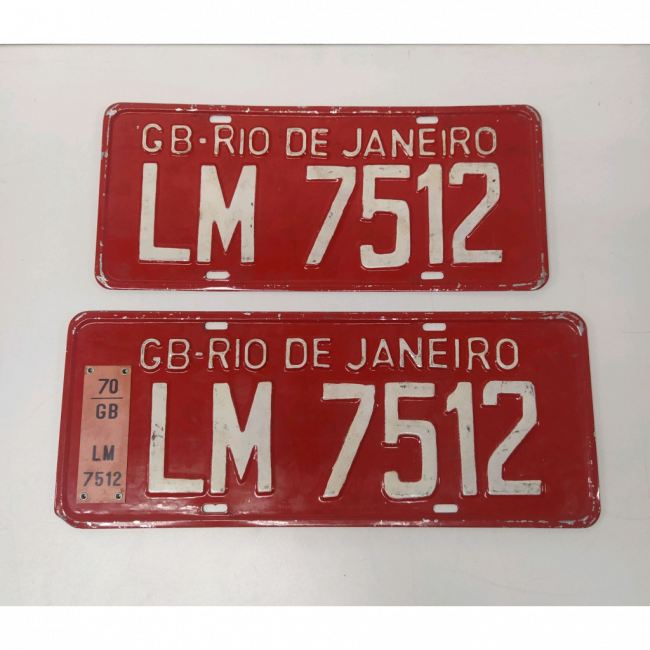 GB-RIO DE JANEIRO
LM 7512
GB-RIO DE JANEIRO
LM 7512
70
GB
LM
7512